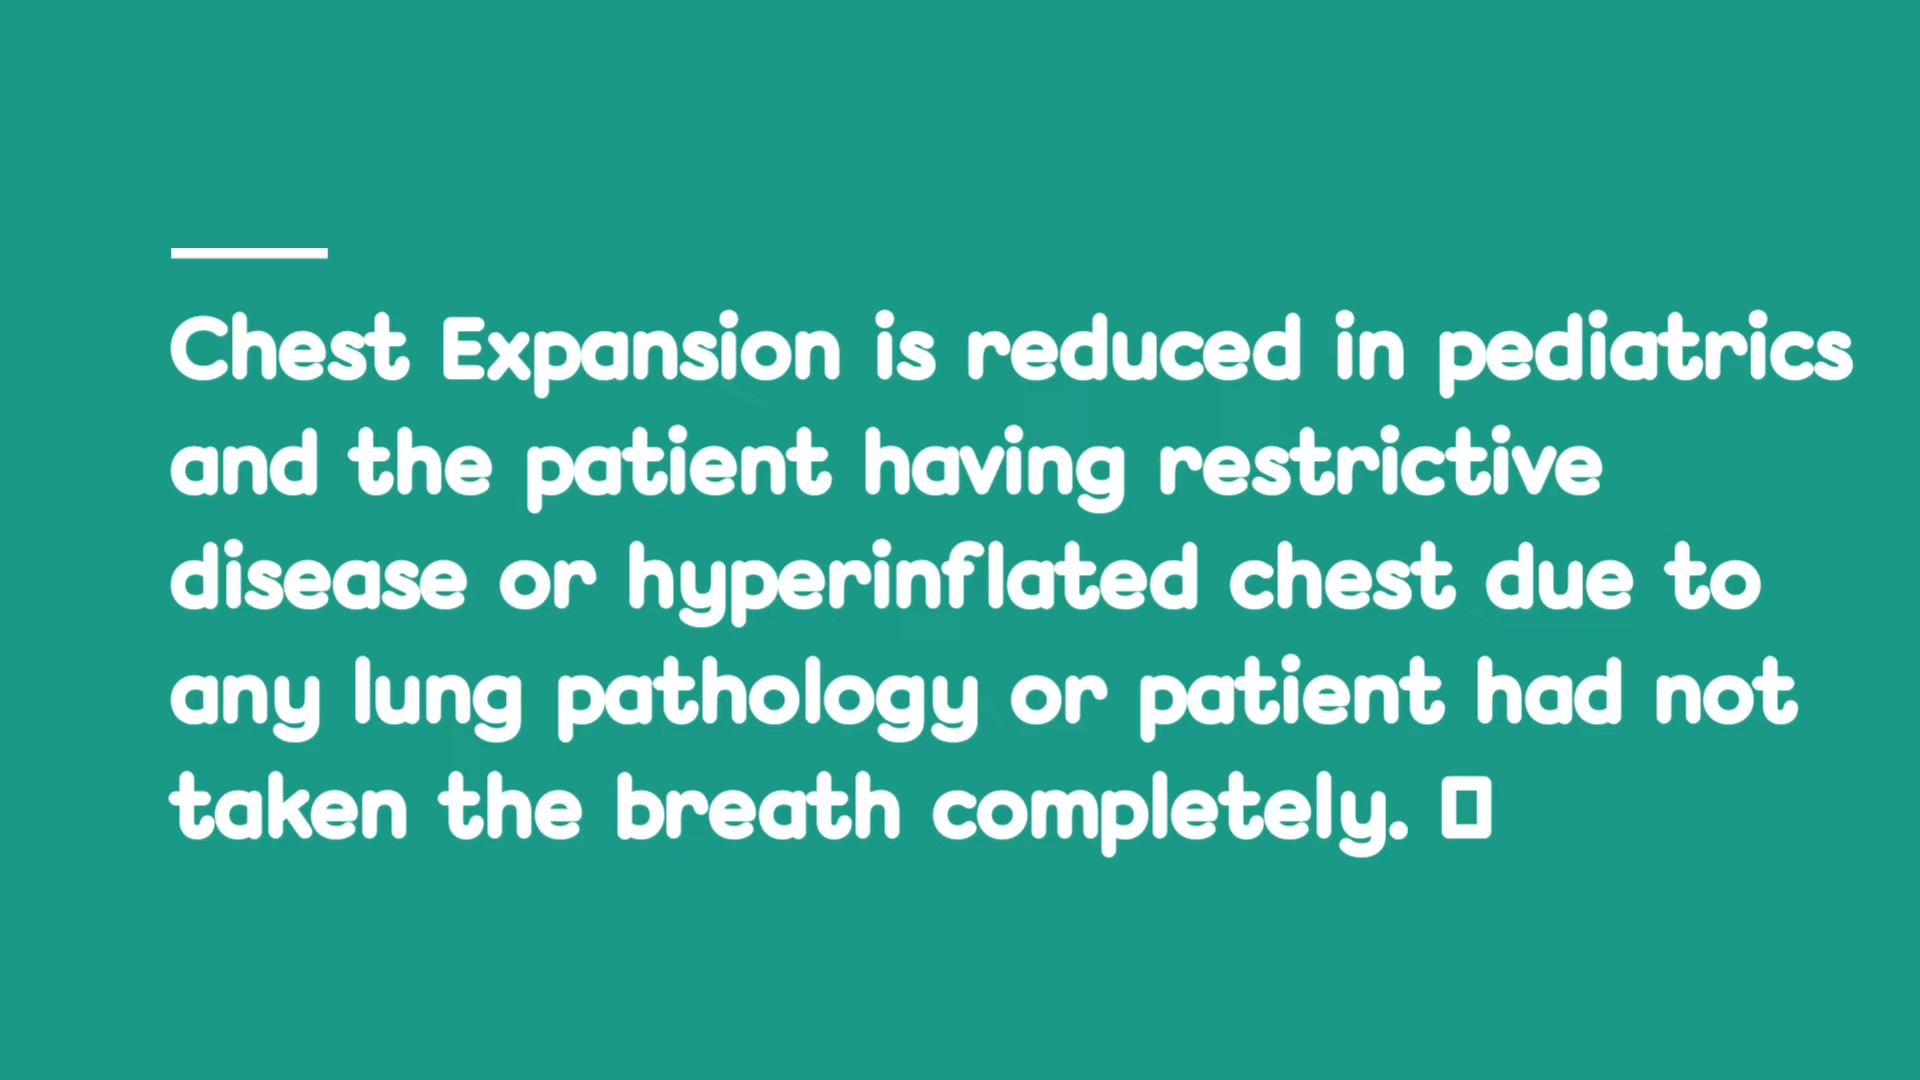 Chest Expansion is reduced in pediatrics
and the patient having restrictive
disease or hyperinflated chest due to
any lung pathology or patient had not
taken the breath completely.